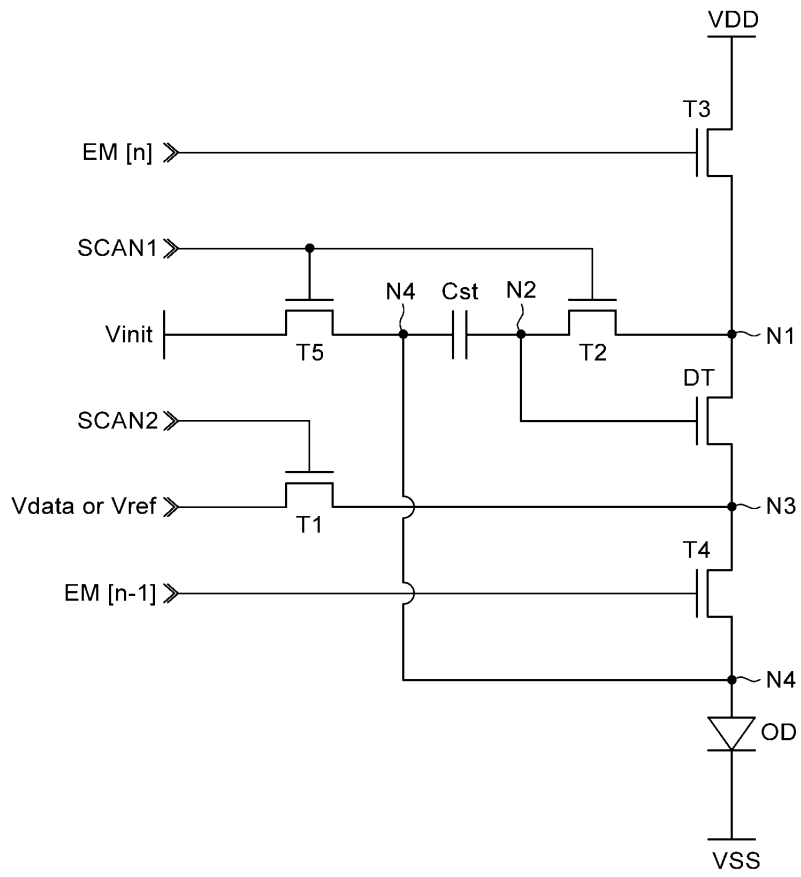 VDD
T3
EM [n]
SCAN1
N4
Cst
N2
Vinit
T5
T2
N1
DT
SCAN2
Vdata or Vref
T1
N3
T4
EM [n-1]
N4
OD
VSS